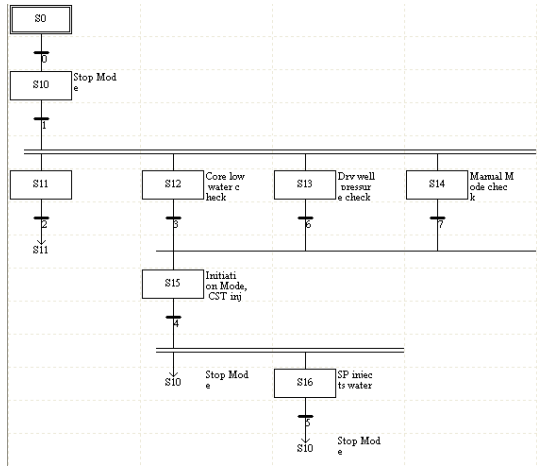 S0
0
S10
Stop Mod
e
1
S11
S12
Core low
water c
heck
S13
Dry well
pressur
e check
S14
Manual M
ode chec
k
2
3
6
7
S11
S15
Initiati
on Mode,
CST inj
4
S10
Stop Mod
e
S16
SP injec
ts water
5
S10
Stop Mod
e